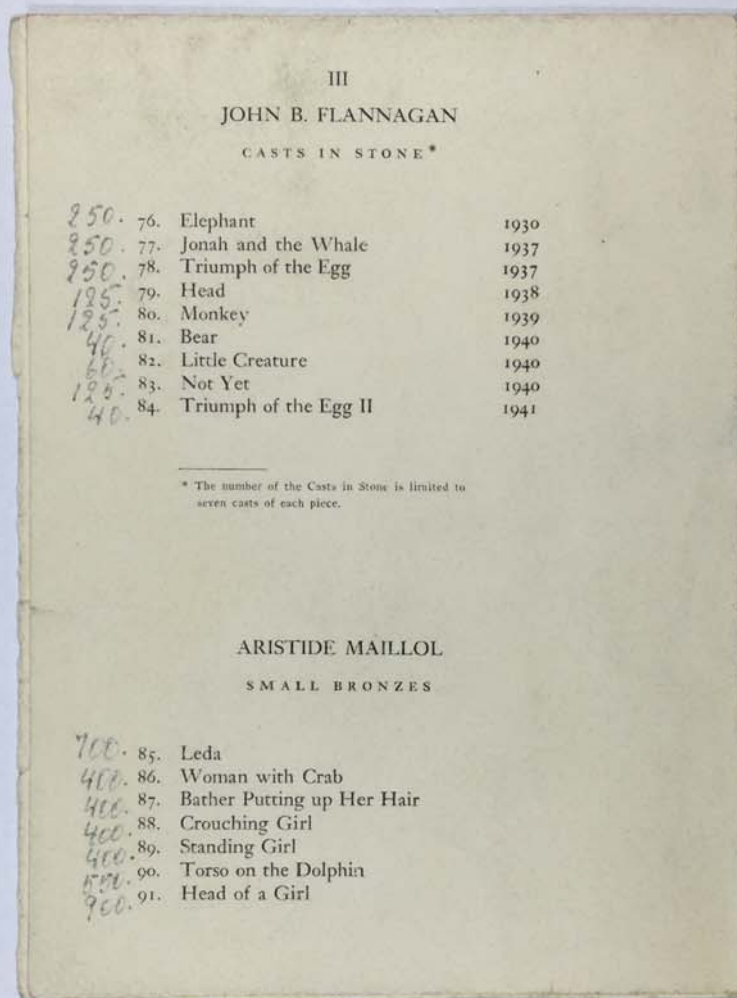 III
JOHN B. FLANNAGAN
CASTS IN STONE*
250. 76. Elephant 1930
250. 77. Jonah and the Whale 1937
250. 78. Triumph of the Egg 1937
125. 79. Head 1938
125. 80. Monkey 1939
40. 81. Bear 1940
60. 82. Little Creature 1940
125. 83. Not Yet 1940
40. 84. Triumph of the Egg II 1941
* The number of the Casts in Stone is limited to
seven casts of each piece.
ARISTIDE MAILLOL
SMALL BRONZES
700. 85. Leda
400. 86. Woman with Crab
400. 87. Bather Putting up Her Hair
400. 88. Crouching Girl
400. 89. Standing Girl
550. 90. Torso on the Dolphin
900. 91. Head of a Girl